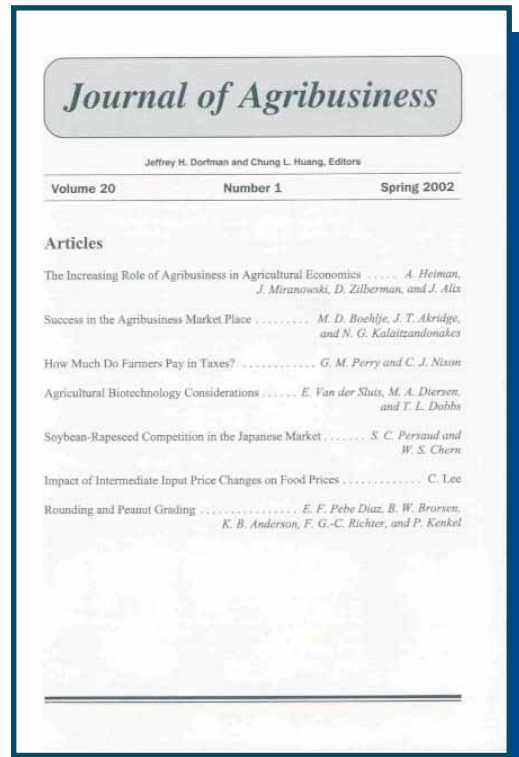 Journal of Agribusiness
Jeffrey H. Dorfman and Chung L. Huang, Editors
Volume 20 Number 1 Spring 2002
Articles
The Increasing Role of Agribusiness in Agricultural Economics ..... A. Heiman,
J. Miranowski, D. Zilberman, and J. Alix
Success in the Agribusiness Market Place ......... M. D. Boehlje, J. T. Akridge,
and N. G. Kalaitzandonakes
How Much Do Farmers Pay in Taxes? ............ G. M. Perry and C. J. Nixon
Agricultural Biotechnology Considerations ...... E. Van der Sluis, M. A. Diersen,
and T. L. Dobbs
Soybean-Rapeseed Competition in the Japanese Market ....... S. C. Persaud and
W. S. Chern
Impact of Intermediate Input Price Changes on Food Prices ............. C. Lee
Rounding and Peanut Grading ................ E. F. Pebe Diaz, B. W. Brorsen,
K. B. Anderson, F. G.-C. Richter, and P. Kenkel